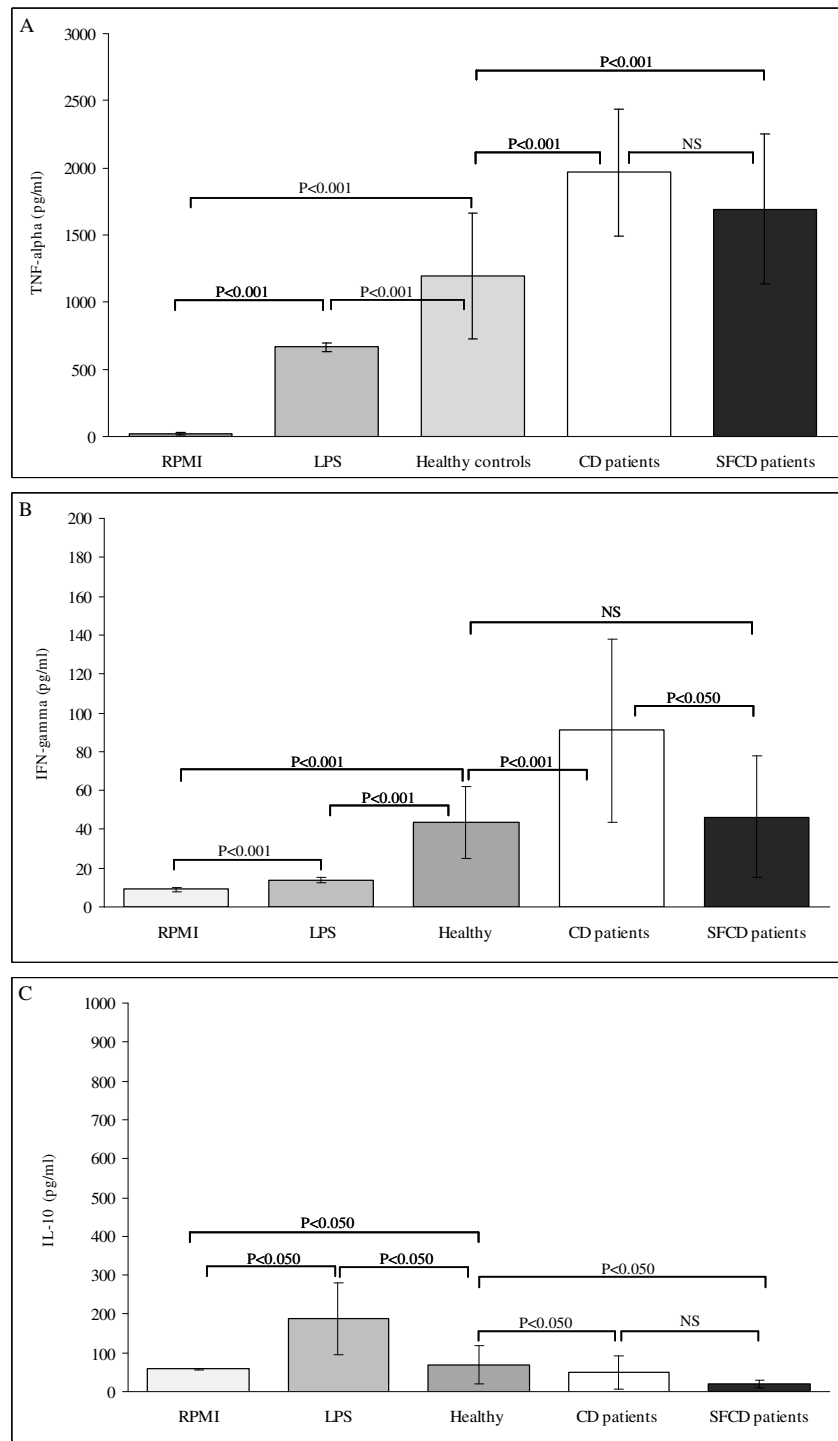 A
3000
2500
2000
1500
1000
500
0
TNF-alpha (pg/ml)
P<0.001
P<0.001
NS
P<0.001
P<0.001
P<0.001
RPMI LPS Healthy controls CD patients SFCD patients
B
200
180
160
140
120
100
80
60
40
20
0
IFN-gamma (pg/ml)
NS
P<0.050
P<0.001
P<0.001
P<0.001
P<0.001
RPMI LPS Healthy CD patients SFCD patients
C
1000
900
800
700
600
500
400
300
200
100
0
IL-10 (pg/ml)
P<0.050
P<0.050
P<0.050
P<0.050
P<0.050
NS
RPMI LPS Healthy CD patients SFCD patients